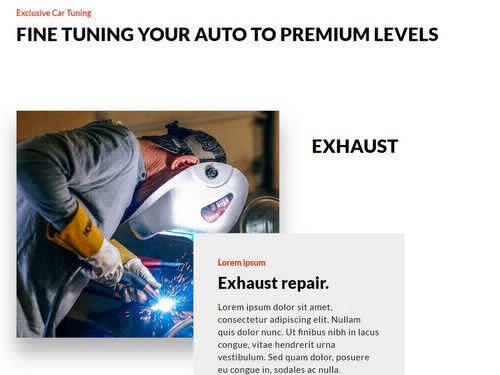 Exclusive Car Tuning
FINE TUNING YOUR AUTO TO PREMIUM LEVELS
EXHAUST
Lorem ipsum
Exhaust repair.
Lorem ipsum dolor sit amet,
consectetur adipiscing elit. Nullam
quis dolor nunc. Ut finibus nibh in lacus
congue, vitae hendrerit urna
vestibulum. Sed quam dolor, posuere
eu congue in, sodales ac nulla.